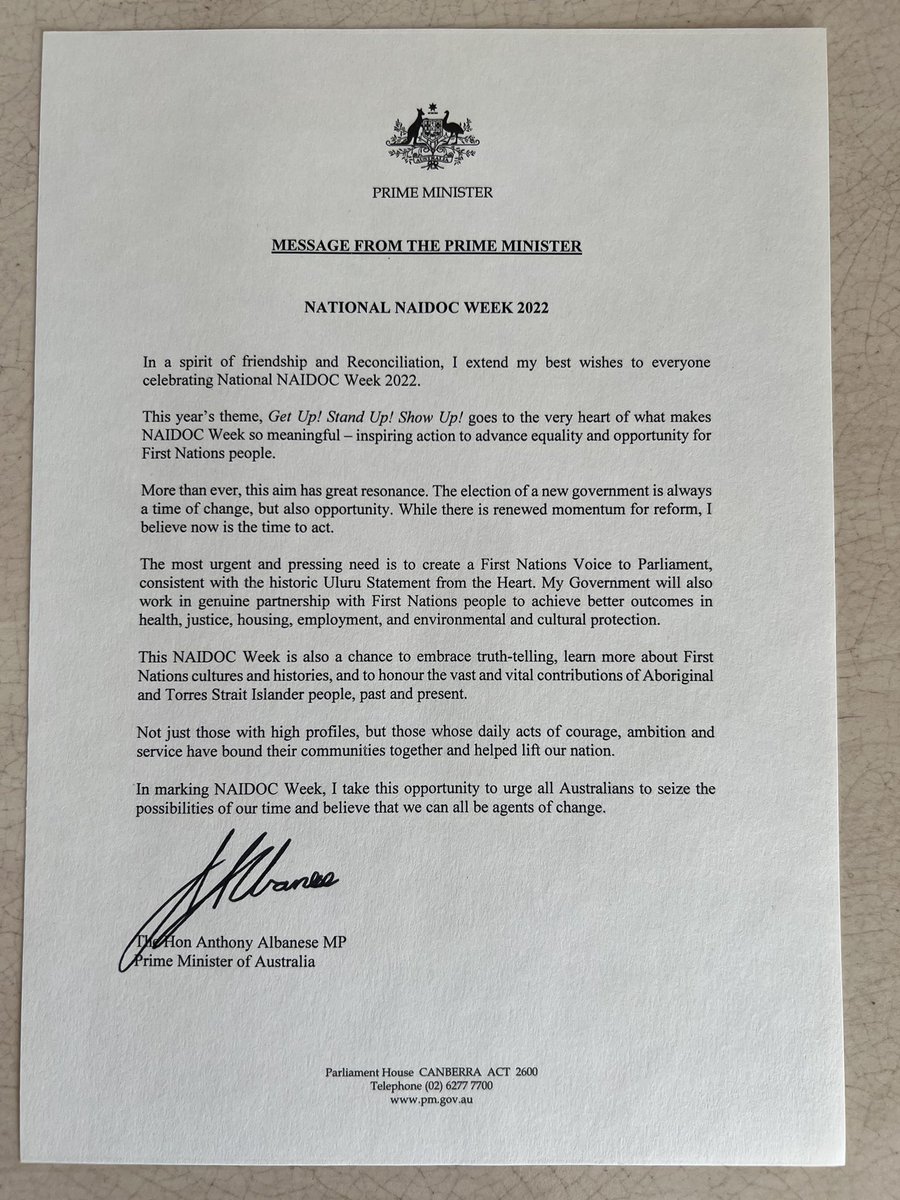 AUSTRALIA
PRIME MINISTER
MESSAGE FROM THE PRIME MINISTER
NATIONAL NAIDOC WEEK 2022
In a spirit of friendship and Reconciliation, I extend my best wishes to everyone
celebrating National NAIDOC Week 2022.
This year's theme, Get Up! Stand Up! Show Up! goes to the very heart of what makes
NAIDOC Week so meaningful – inspiring action to advance equality and opportunity for
First Nations people.
More than ever, this aim has great resonance. The election of a new government is always
a time of change, but also opportunity. While there is renewed momentum for reform, I
believe now is the time to act.
The most urgent and pressing need is to create a First Nations Voice to Parliament,
consistent with the historic Uluru Statement from the Heart. My Government will also
work in genuine partnership with First Nations people to achieve better outcomes in
health, justice, housing, employment, and environmental and cultural protection.
This NAIDOC Week is also a chance to embrace truth-telling, learn more about First
Nations cultures and histories, and to honour the vast and vital contributions of Aboriginal
and Torres Strait Islander people, past and present.
Not just those with high profiles, but those whose daily acts of courage, ambition and
service have bound their communities together and helped lift our nation.
In marking NAIDOC Week, I take this opportunity to urge all Australians to seize the
possibilities of our time and believe that we can all be agents of change.
A Albanese
The Hon Anthony Albanese MP
Prime Minister of Australia
Parliament House CANBERRA ACT 2600
Telephone (02) 6277 7700
www.pm.gov.au